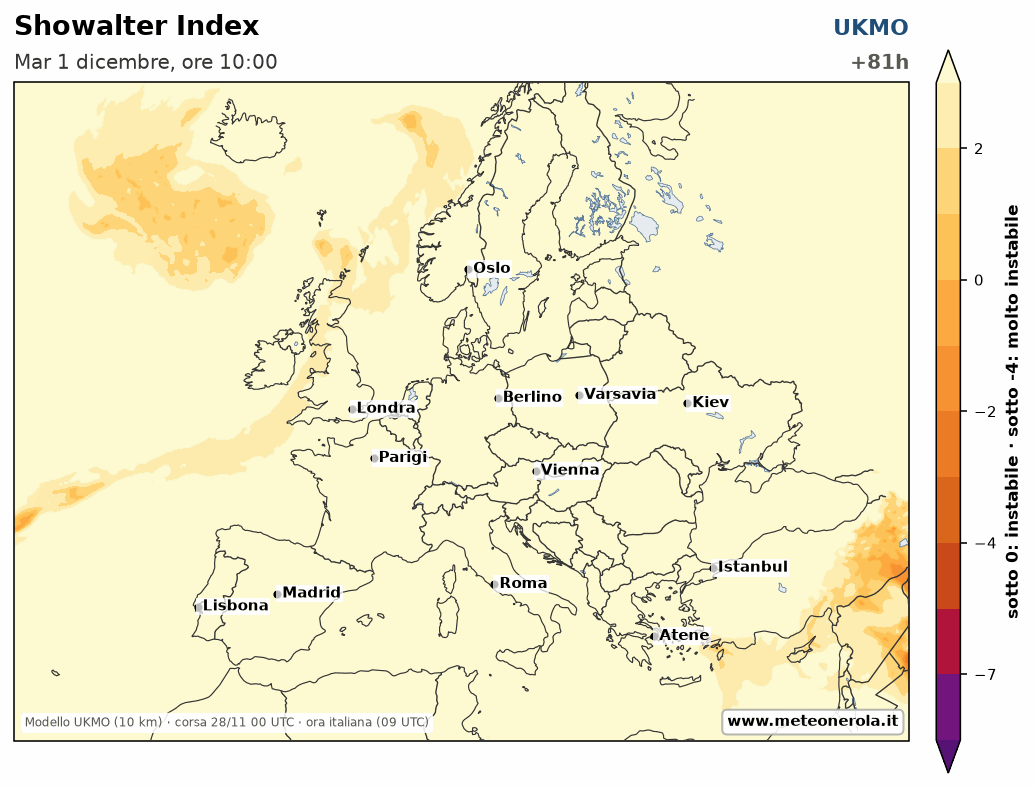 Showalter Index
UKMO
Mar 1 dicembre, ore 10:00
+81h
2
0
−2
−4
−7
sotto 0: instabile · sotto -4: molto instabile
Oslo
Berlino
Varsavia
Kiev
Londra
Parigi
Vienna
Istanbul
Roma
Madrid
Lisbona
Atene
Modello UKMO (10 km) · corsa 28/11 00 UTC · ora italiana (09 UTC)
www.meteonerola.it